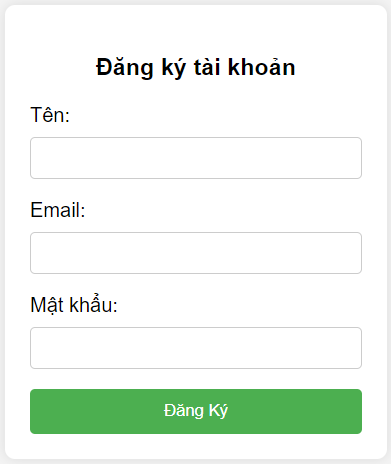 Đăng ký tài khoản
Tên:
Email:
Mật khẩu:
Đăng Ký